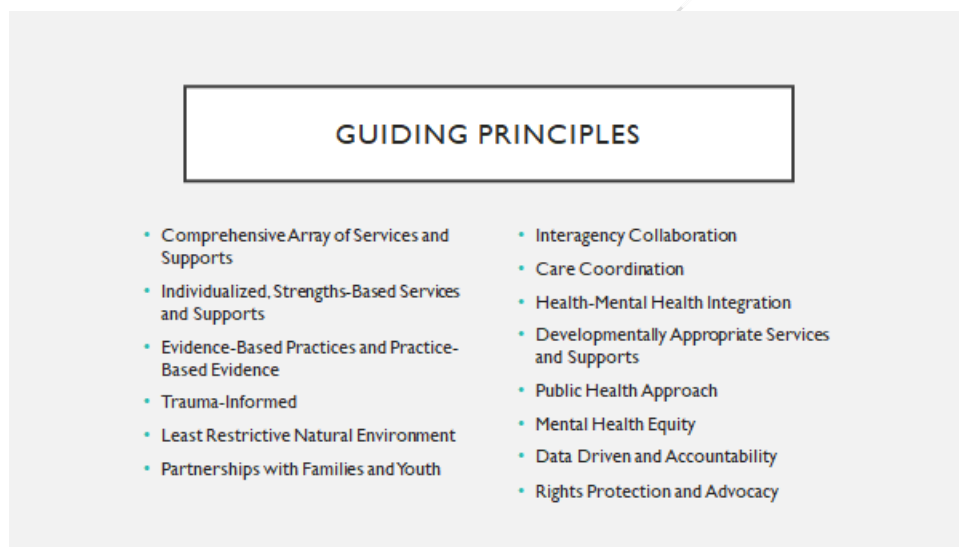 GUIDING PRINCIPLES
• Comprehensive Array of Services and
Supports
• Individualized, Strengths-Based Services
and Supports
• Evidence-Based Practices and Practice-
Based Evidence
• Trauma-Informed
• Least Restrictive Natural Environment
• Partnerships with Families and Youth
• Interagency Collaboration
• Care Coordination
• Health-Mental Health Integration
• Developmentally Appropriate Services
and Supports
• Public Health Approach
• Mental Health Equity
• Data Driven and Accountability
• Rights Protection and Advocacy